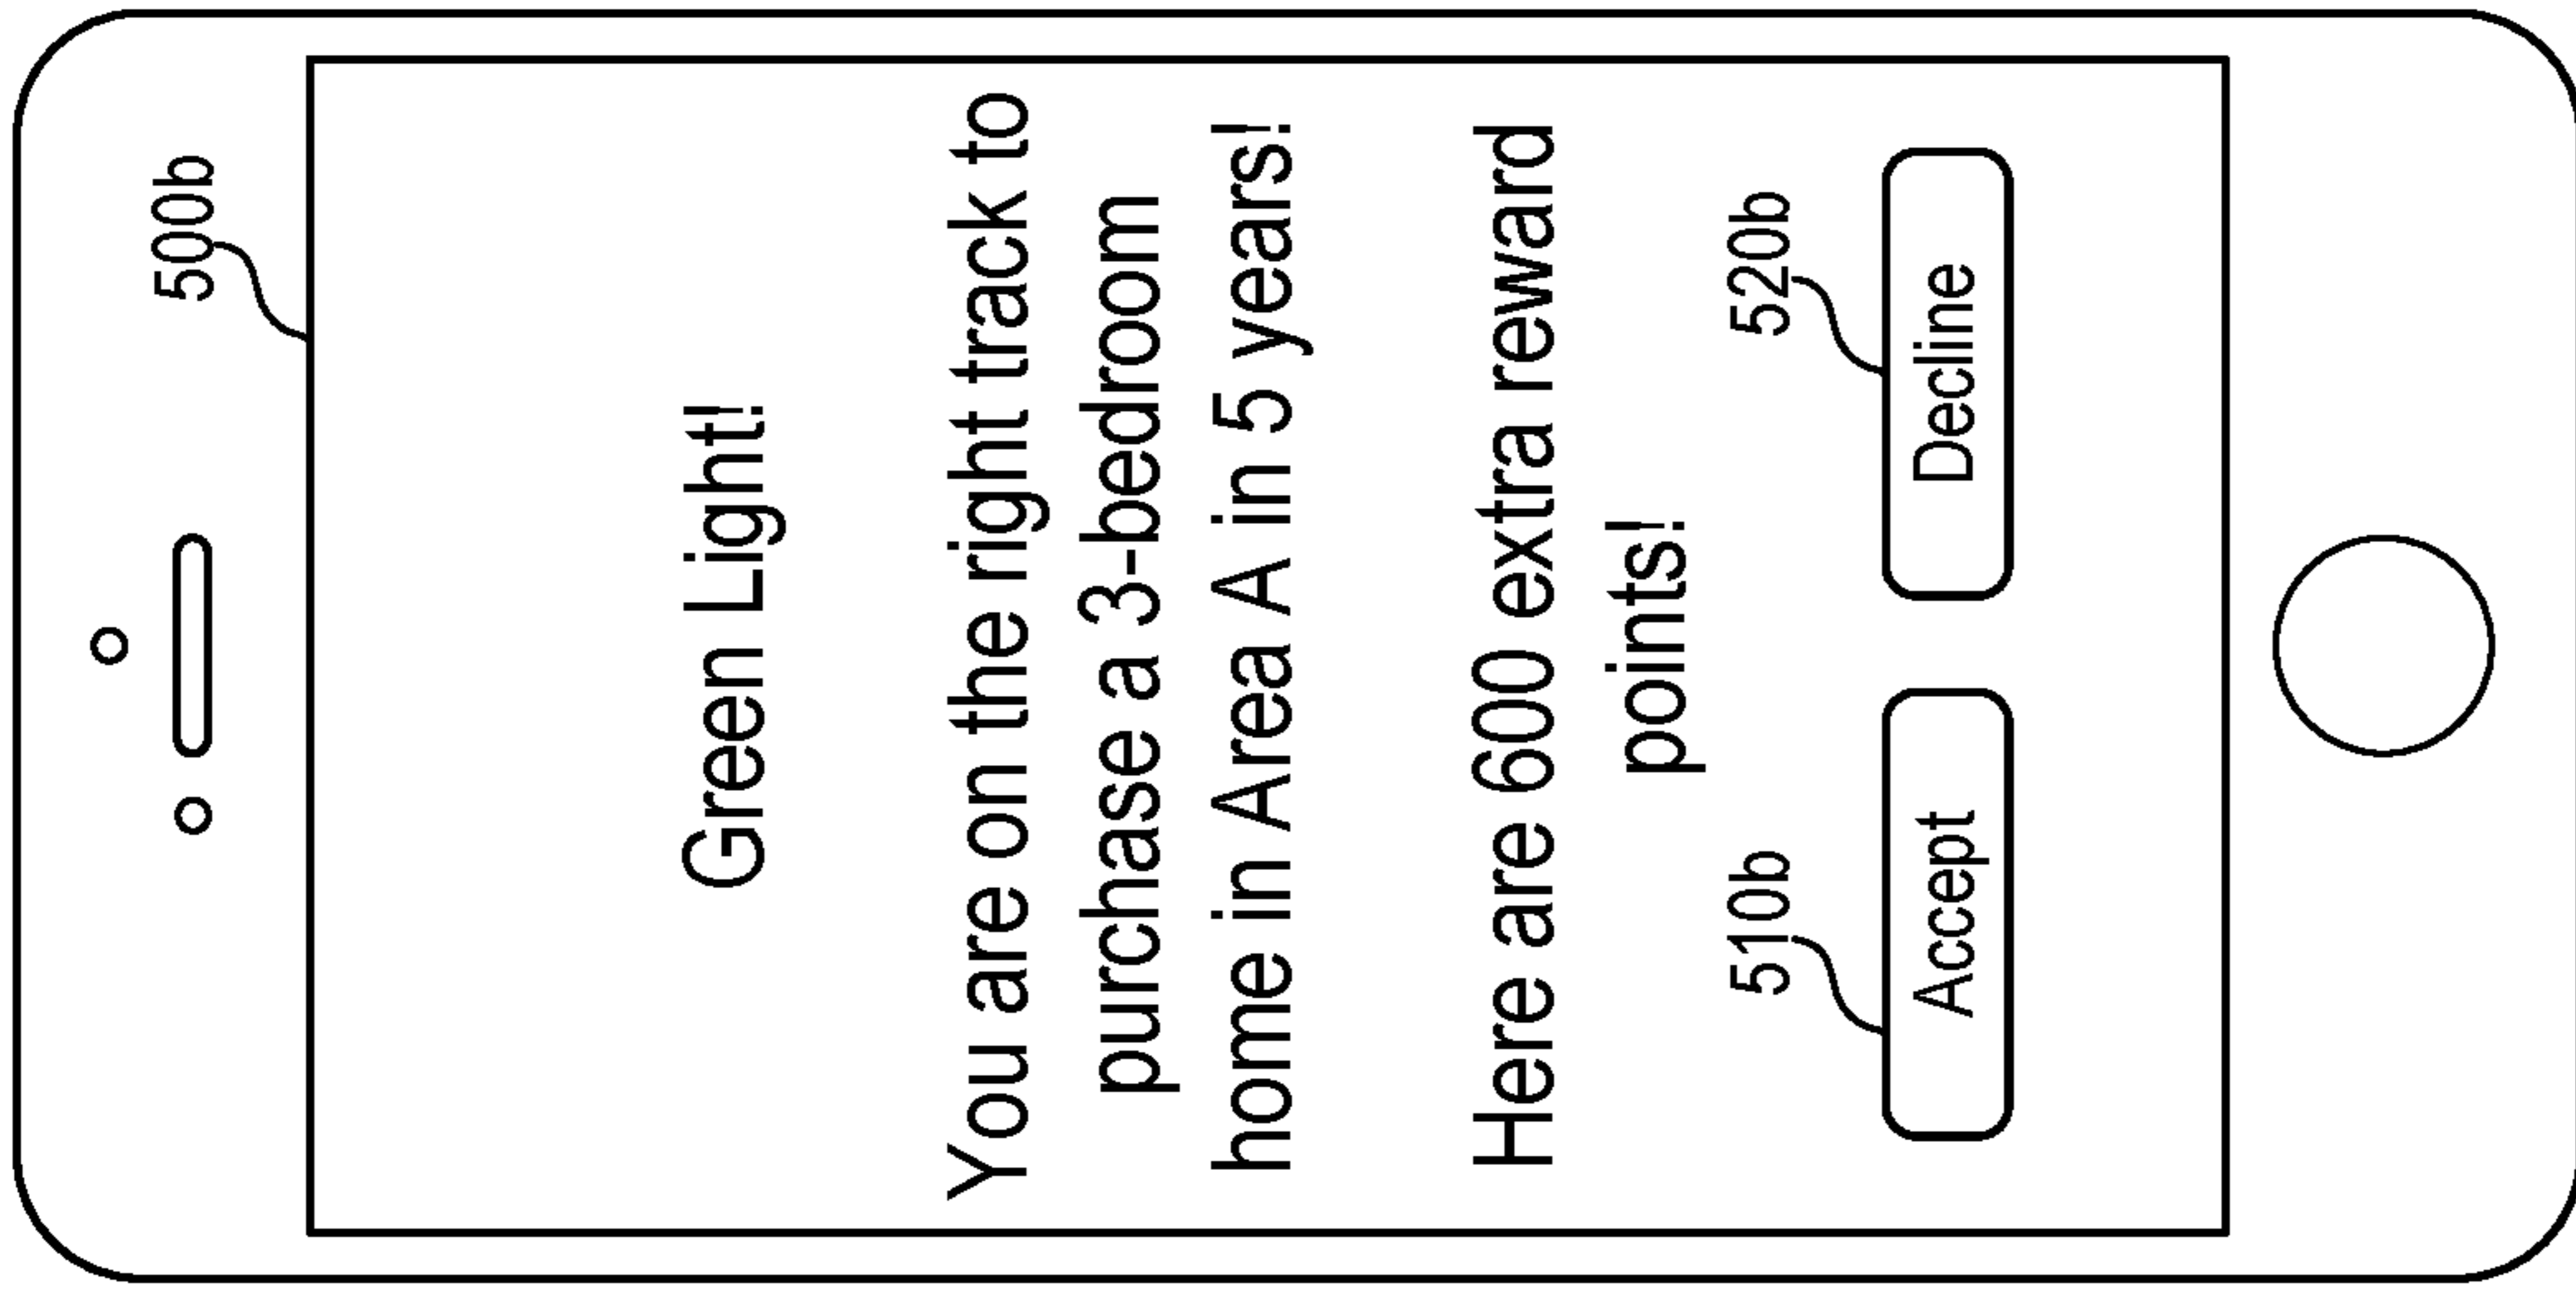 500b
Green Light!
You are on the right track to
purchase a 3-bedroom
home in Area A in 5 years!
Here are 600 extra reward
points!
510b
520b
Accept
Decline